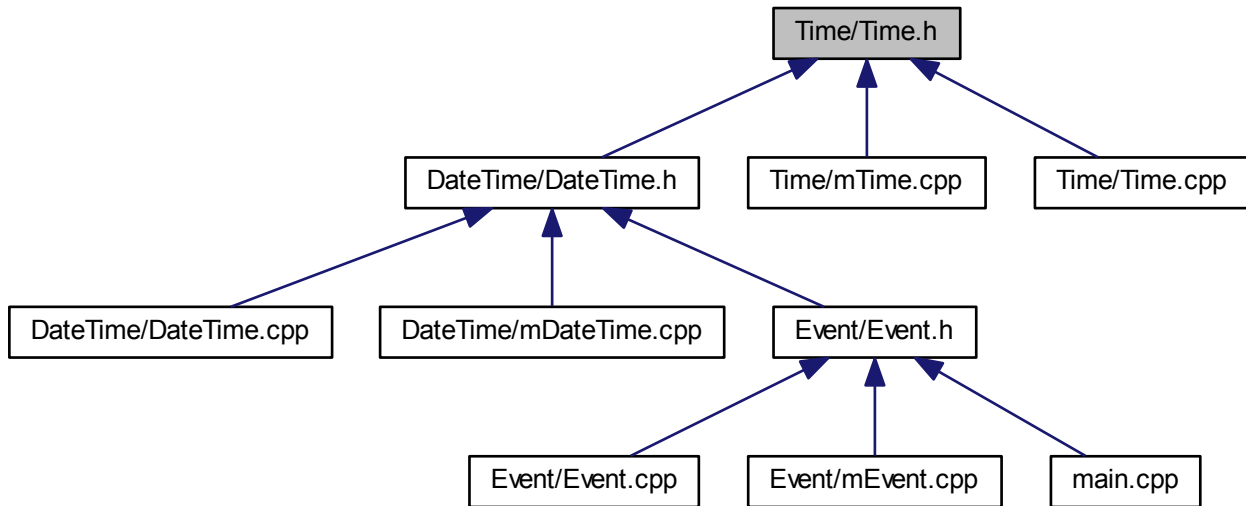 Time/Time.h
DateTime/DateTime.h
Time/mTime.cpp
Time/Time.cpp
DateTime/DateTime.cpp
DateTime/mDateTime.cpp
Event/Event.h
Event/Event.cpp
Event/mEvent.cpp
main.cpp